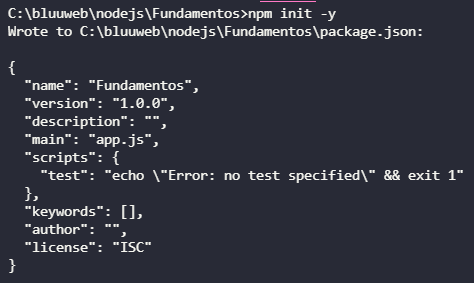 C:\bluuweb\nodejs\Fundamentos>npm init -y
Wrote to C:\bluuweb\nodejs\Fundamentos\package.json:

{
  "name": "Fundamentos",
  "version": "1.0.0",
  "description": "",
  "main": "app.js",
  "scripts": {
    "test": "echo \"Error: no test specified\" && exit 1"
  },
  "keywords": [],
  "author": "",
  "license": "ISC"
}